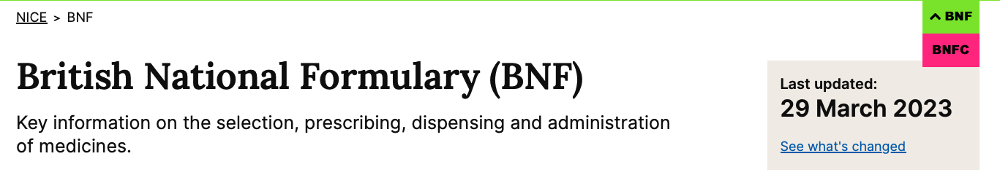 NICE > BNF
BNF
BNFC
British National Formulary (BNF)
Key information on the selection, prescribing, dispensing and administration
of medicines.
Last updated:
29 March 2023
See what's changed